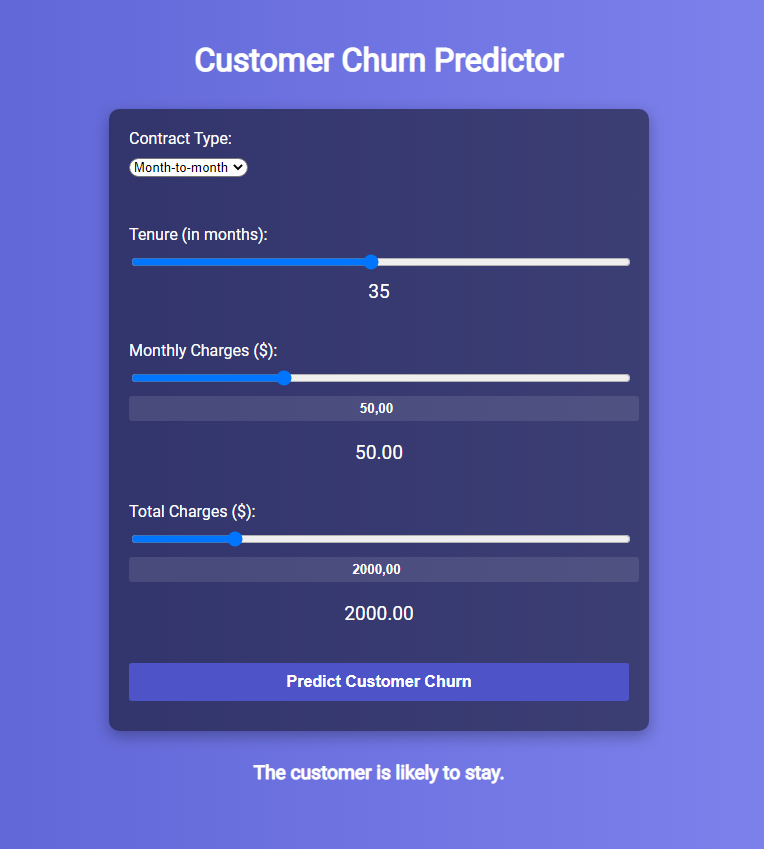 Customer Churn Predictor
Contract Type:
Month-to-month
Tenure (in months):
35
Monthly Charges ($):
50,00
50.00
Total Charges ($):
2000,00
2000.00
Predict Customer Churn
The customer is likely to stay.